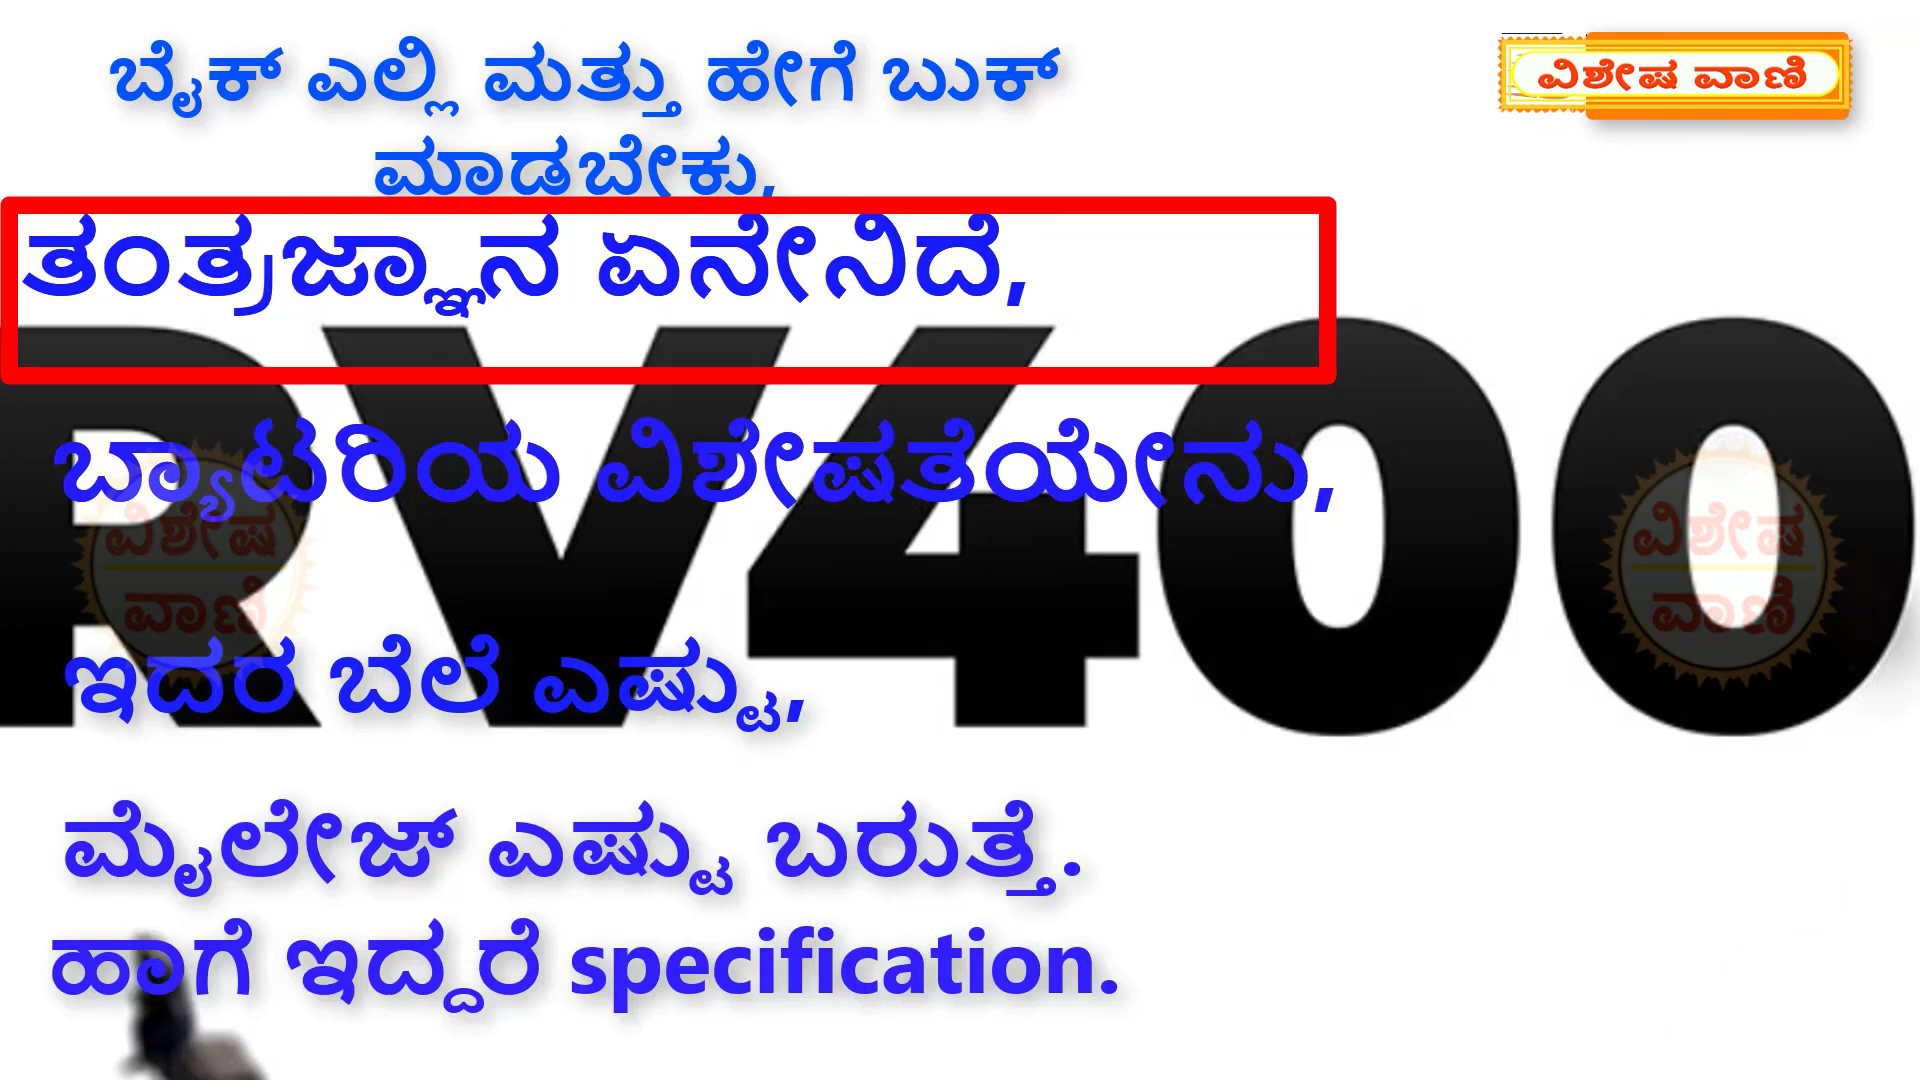 ಬೈಕ್ ಎಲ್ಲಿ ಮತ್ತು ಹೇಗೆ ಬುಕ್
ವಿಶೇಷ ವಾಣಿ
ಮಾಡಬೇಕು,
ತಂತ್ರಜ್ಞಾನ ಏನೇನಿದೆ,
RV400
ಬ್ಯಾಟರಿಯ ವಿಶೇಷತೆಯೇನು,
ವಿಶೇಷ
ವಾಣಿ
ವಿಶೇಷ
ವಾಣಿ
ಇದರ ಬೆಲೆ ಎಷ್ಟು,
ಮೈಲೇಜ್ ಎಷ್ಟು ಬರುತ್ತೆ.
ಹಾಗೆ ಇದ್ದರೆ specification.